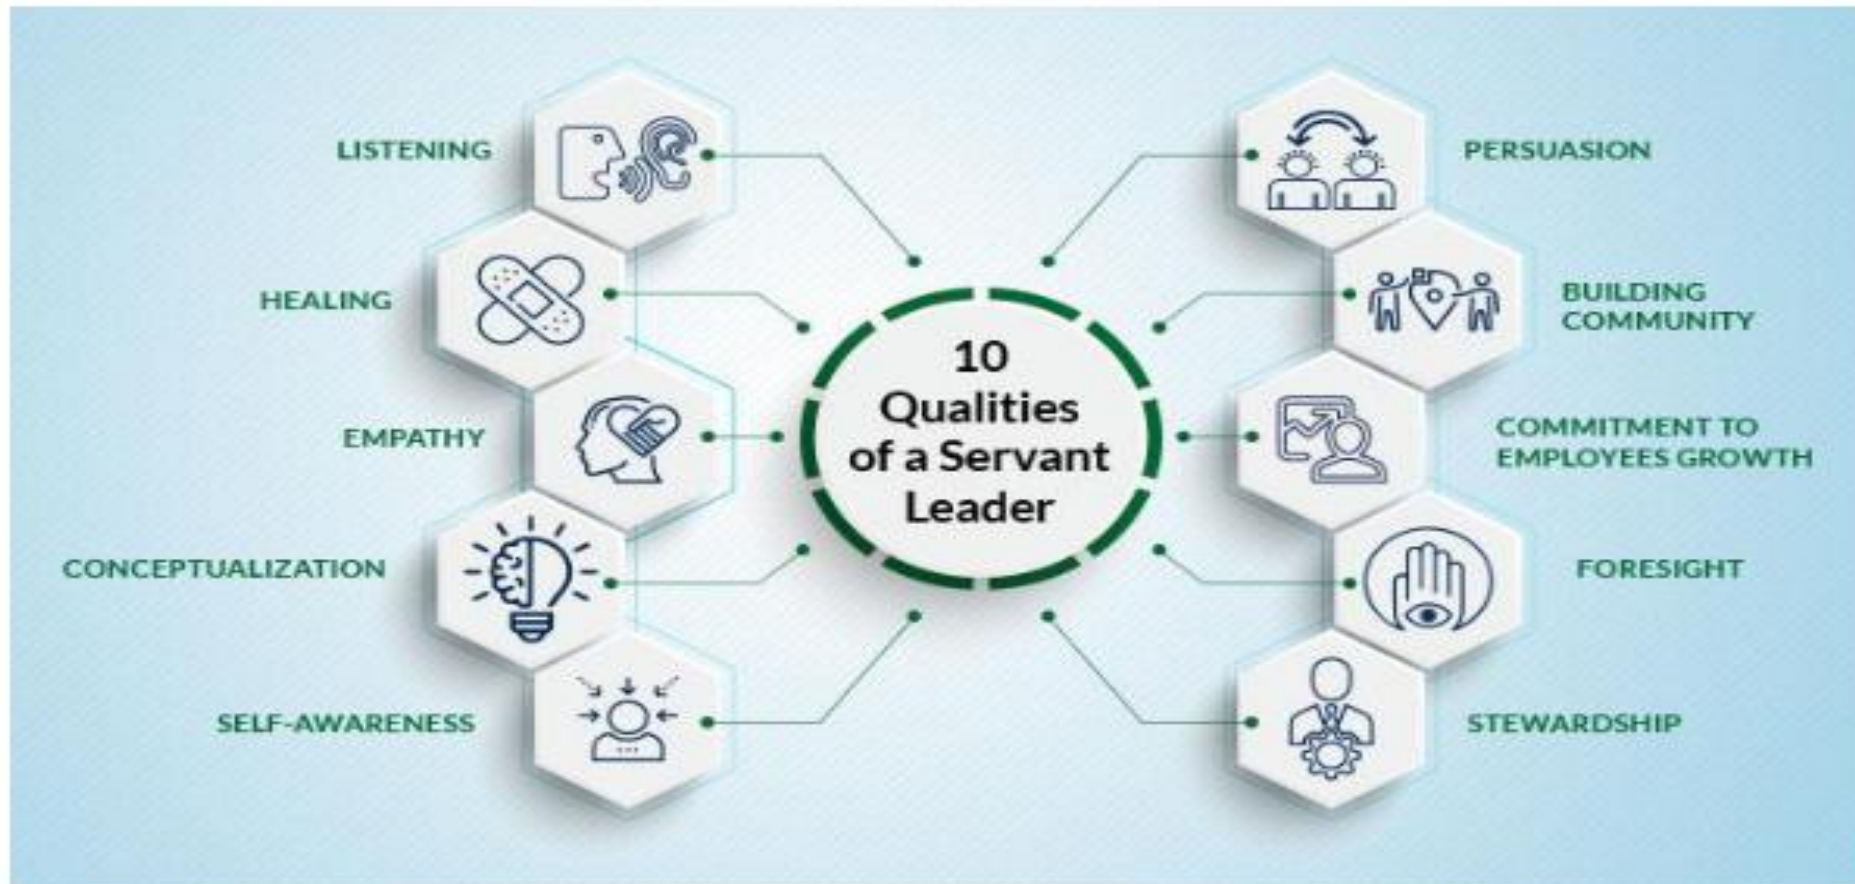 LISTENING
HEALING
EMPATHY
CONCEPTUALIZATION
SELF-AWARENESS
10
Qualities
of a Servant
Leader
PERSUASION
BUILDING
COMMUNITY
COMMITMENT TO
EMPLOYEES GROWTH
FORESIGHT
STEWARDSHIP